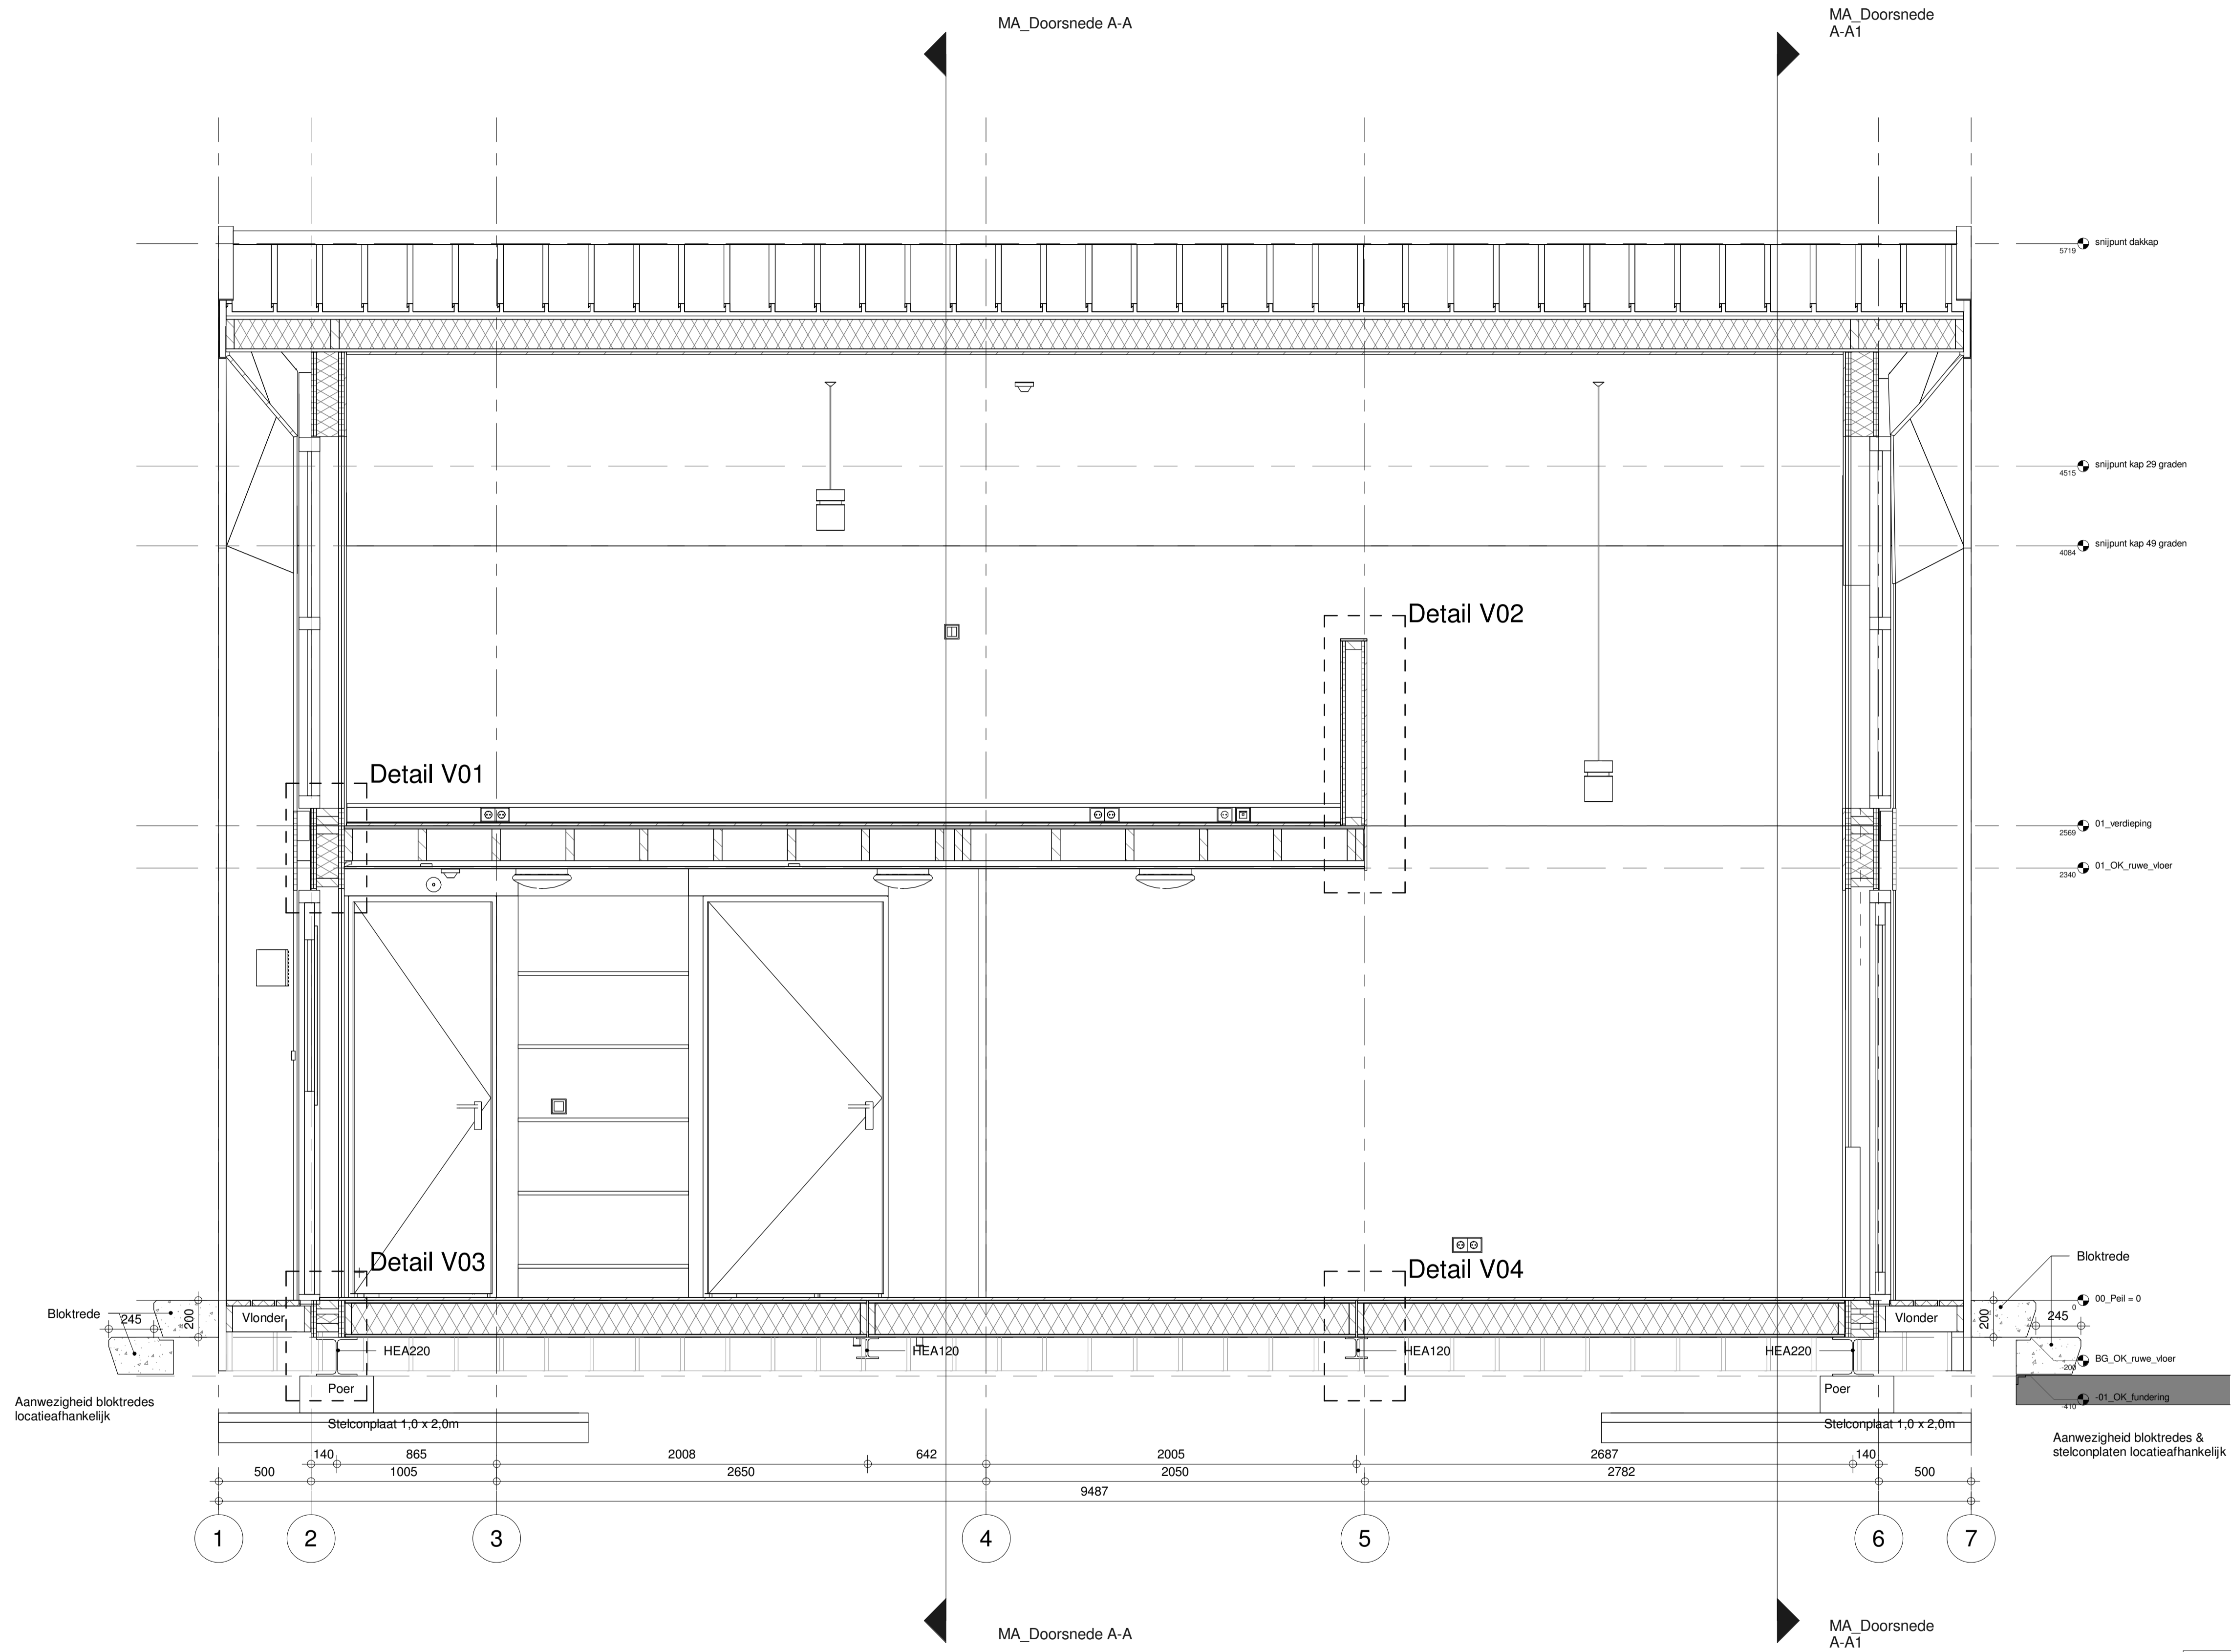 MA_Doorsnede A-A
MA_Doorsnede
A-A1
5719 snijpunt dakkap
4515 snijpunt kap 29 graden
4084 snijpunt kap 49 graden
Detail V02
Detail V01
2569 01_verdieping
2340 01_OK_ruwe_vloer
Detail V03
Detail V04
Bloktrede
Bloktrede
245
200
Vlonder
Vlonder
200
245
0 00_Peil = 0
HEA220
HEA120
HEA120
HEA220
-200 BG_OK_ruwe_vloer
Poer
Poer
-410 -01_OK_fundering
Aanwezigheid bloktredes
locatieafhankelijk
Stelconplaat 1,0 x 2,0m
Stelconplaat 1,0 x 2,0m
Aanwezigheid bloktredes &
stelconplaten locatieafhankelijk
140 865 2008 642 2005 2687 140
500 1005 2650 2050 2782 500
9487
1 2 3 4 5 6 7
MA_Doorsnede A-A
MA_Doorsnede
A-A1